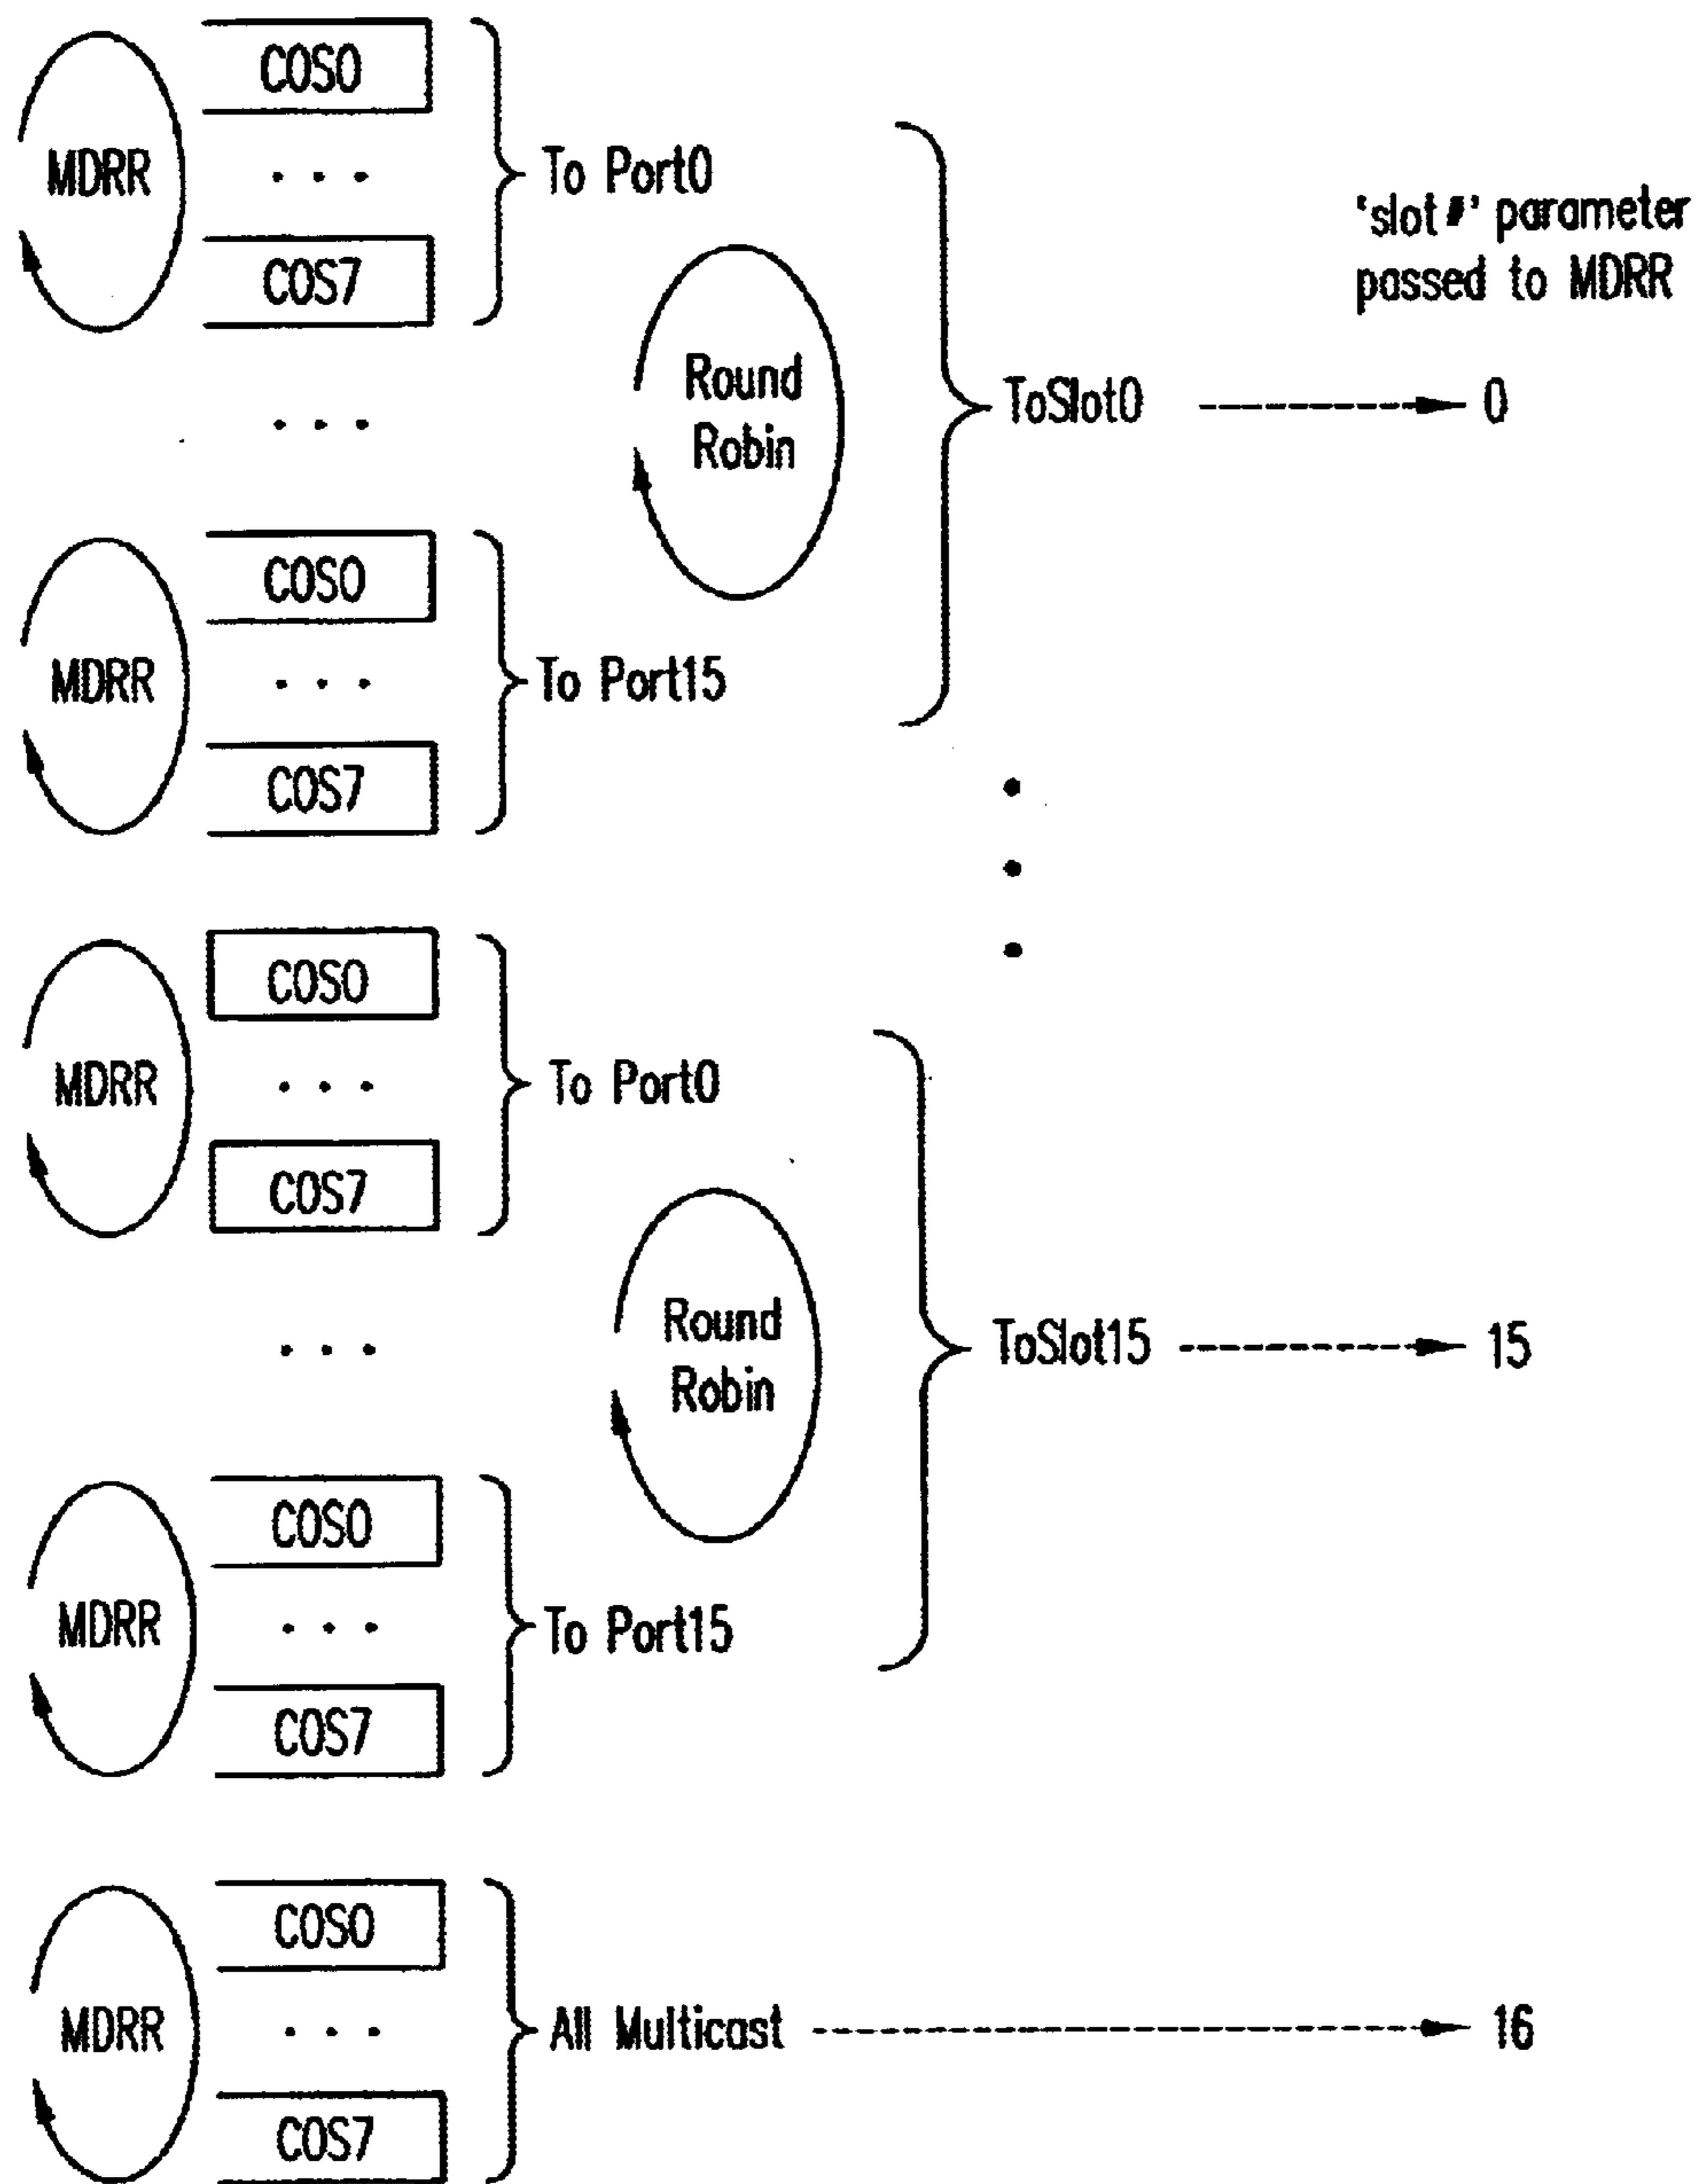 COS0
MDRR
. . .
To Port0
COS7
'slot#' parameter
passed to MDRR
Round
Robin
ToSlot0
0
. . .
COS0
MDRR
. . .
To Port15
COS7
COS0
MDRR
. . .
To Port0
COS7
Round
Robin
ToSlot15
15
. . .
COS0
MDRR
. . .
To Port15
COS7
COS0
MDRR
. . .
All Multicast
16
COS7